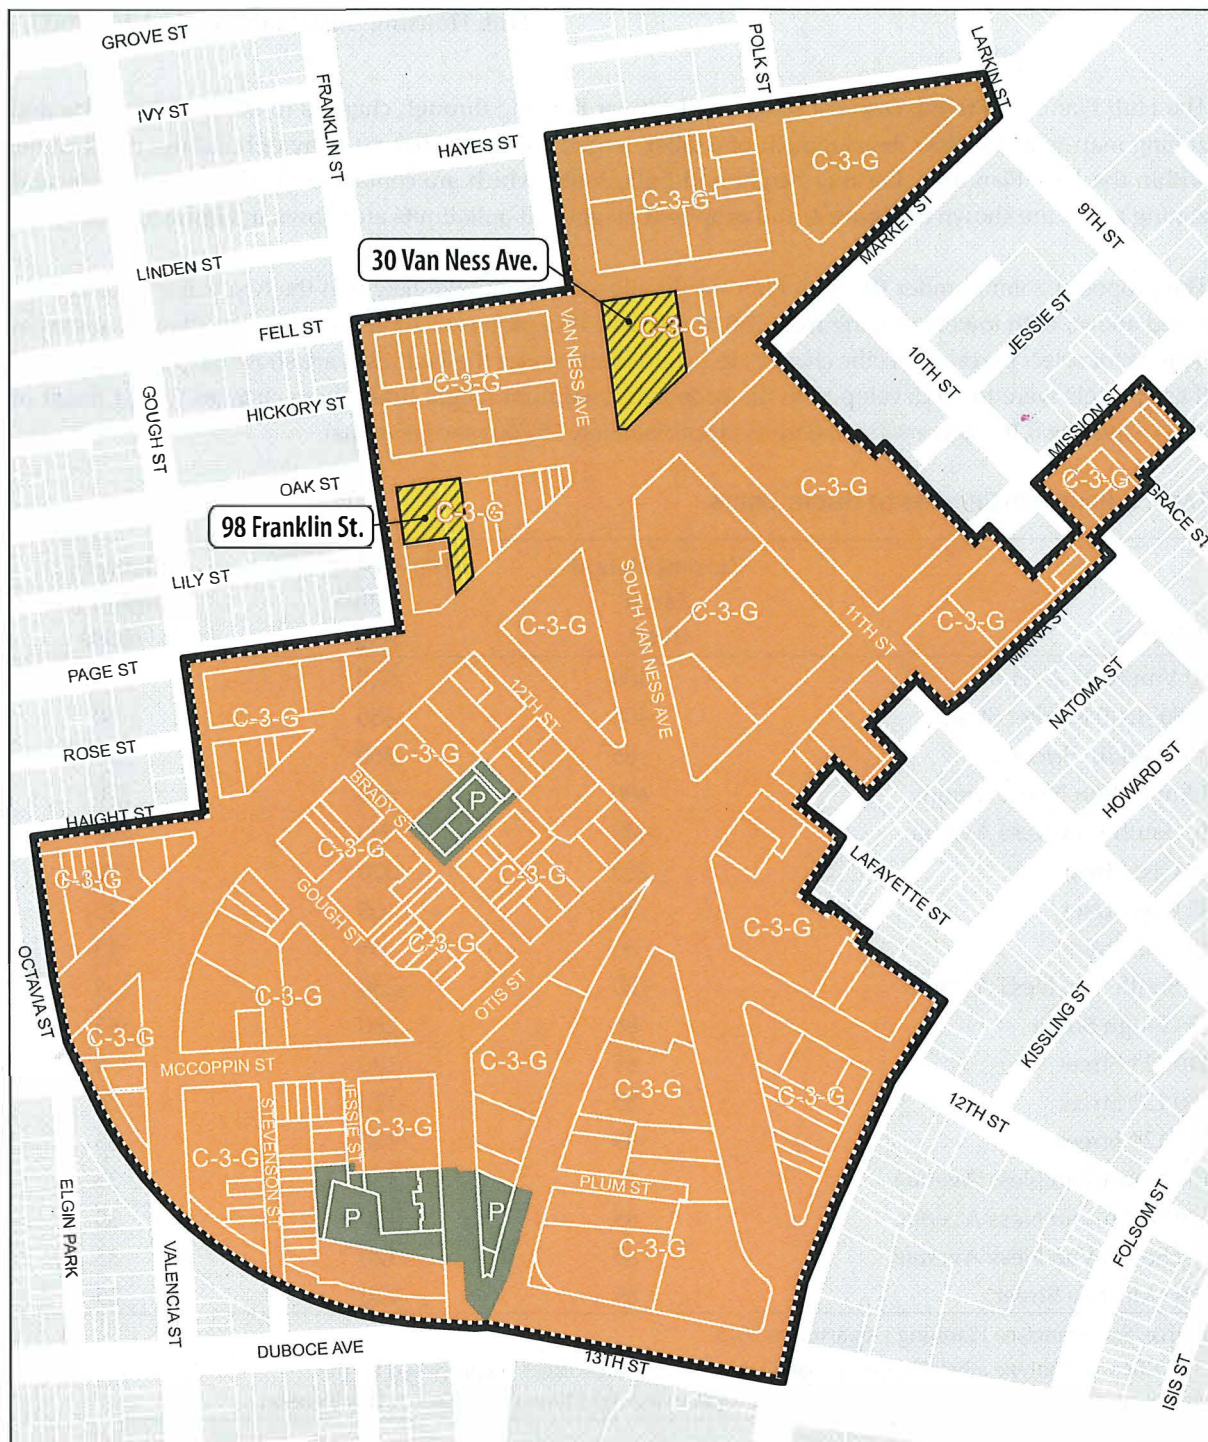 GROVE ST
POLK ST
LARKIN ST
IVY ST
FRANKLIN ST
HAYES ST
C-3-G
C-3-G
MARKET ST
9TH ST
30 Van Ness Ave.
LINDEN ST
FELL ST
VAN NESS AVE
C-3-G
JESSIE ST
10TH ST
C-3-G
GOUGH ST
HICKORY ST
MISSION ST
OAK ST
C-3-G
C-3-G
GRACE ST
98 Franklin St.
C-3-G
LILY ST
SOUTH VAN NESS AVE
C-3-G
C-3-G
11TH ST
C-3-G
MINNA ST
PAGE ST
NATOMA ST
12TH ST
C-3-G
ROSE ST
C-3-G
HOWARD ST
BRADY ST
P
HAIGHT ST
C-3-G
LAFAYETTE ST
C-3-G
C-3-G
GOUGH ST
C-3-G
C-3-G
OCTAVIA ST
C-3-G
OTIS ST
KISSLING ST
C-3-G
C-3-G
MCCOPPIN ST
C-3-G
C-3-G
STEVENSON ST
JESSIE ST
C-3-G
12TH ST
C-3-G
PLUM ST
ELGIN PARK
P
P
FOLSOM ST
C-3-G
VALENCIA ST
DUBOCE AVE
13TH ST
ISIS ST